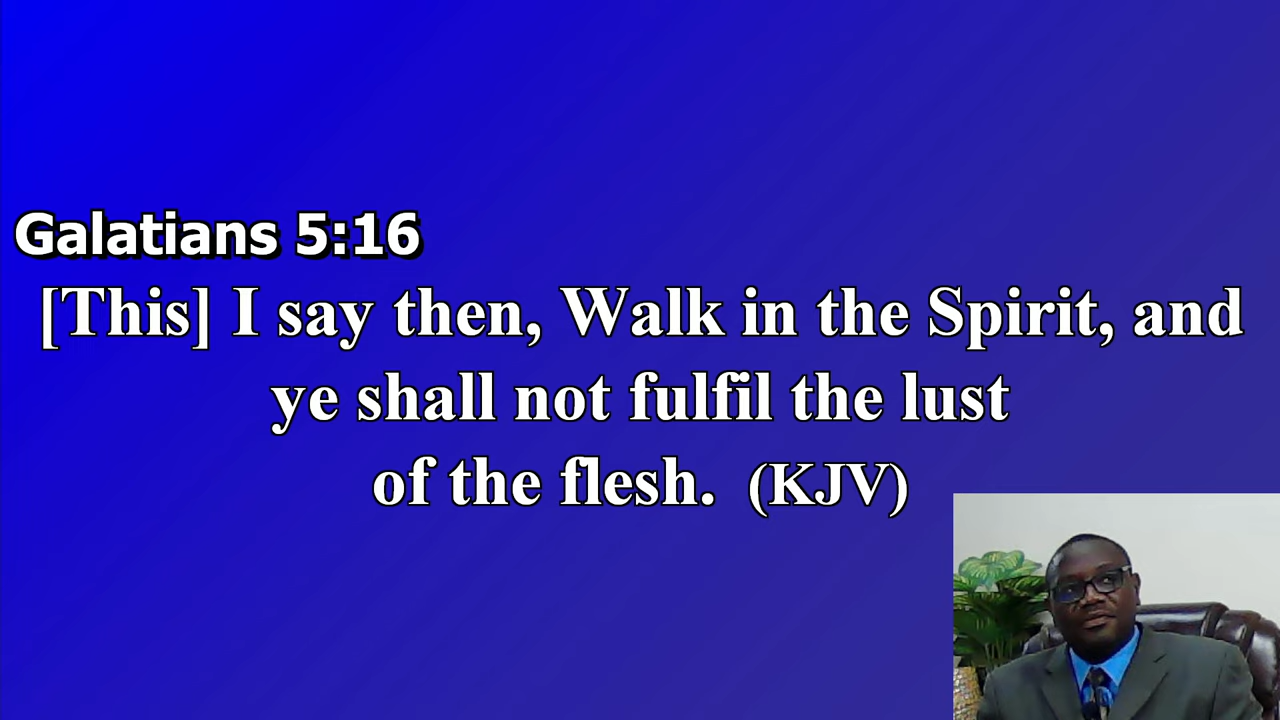 Galatians 5:16
[This] I say then, Walk in the Spirit, and
ye shall not fulfil the lust
of the flesh. (KJV)